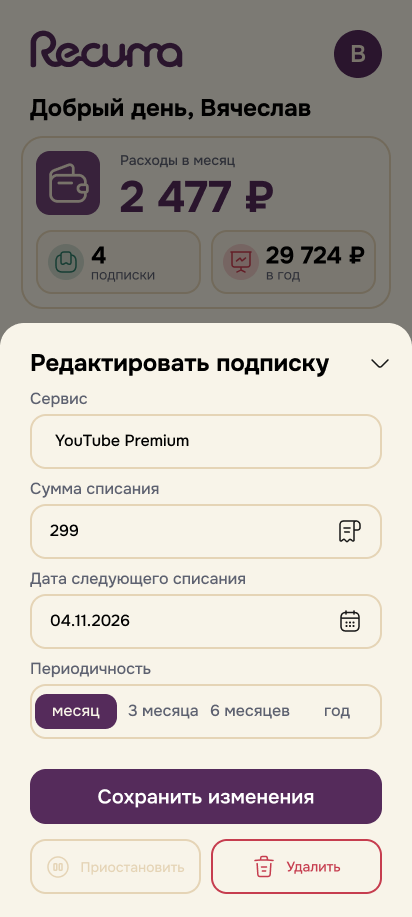 Recurra
В
Добрый день, Вячеслав
Расходы в месяц
2 477 ₽
4
подписки
29 724 ₽
в год
Редактировать подписку
Сервис
YouTube Premium
Сумма списания
299
Дата следующего списания
04.11.2026
Периодичность
месяц 3 месяца 6 месяцев год
Сохранить изменения
Приостановить Удалить